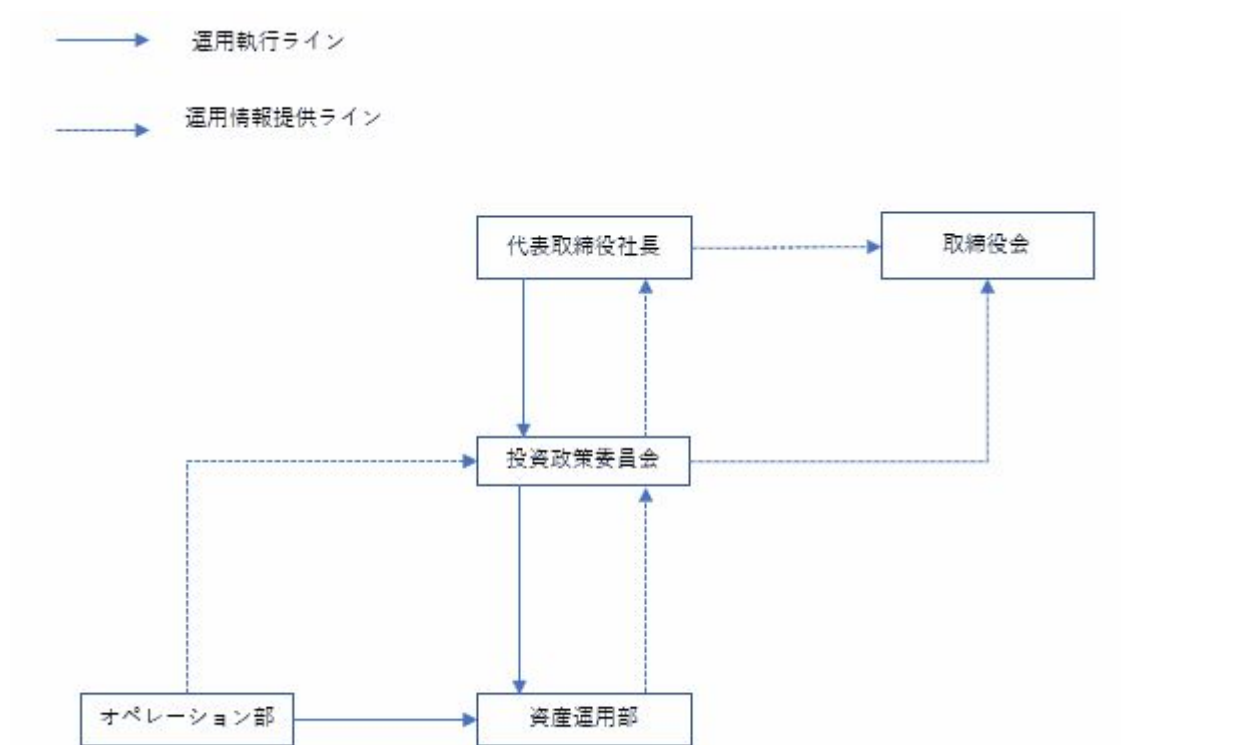 運用執行ライン
運用情報提供ライン
代表取締役社長
取締役会
投資政策委員会
オペレーション部
資産運用部